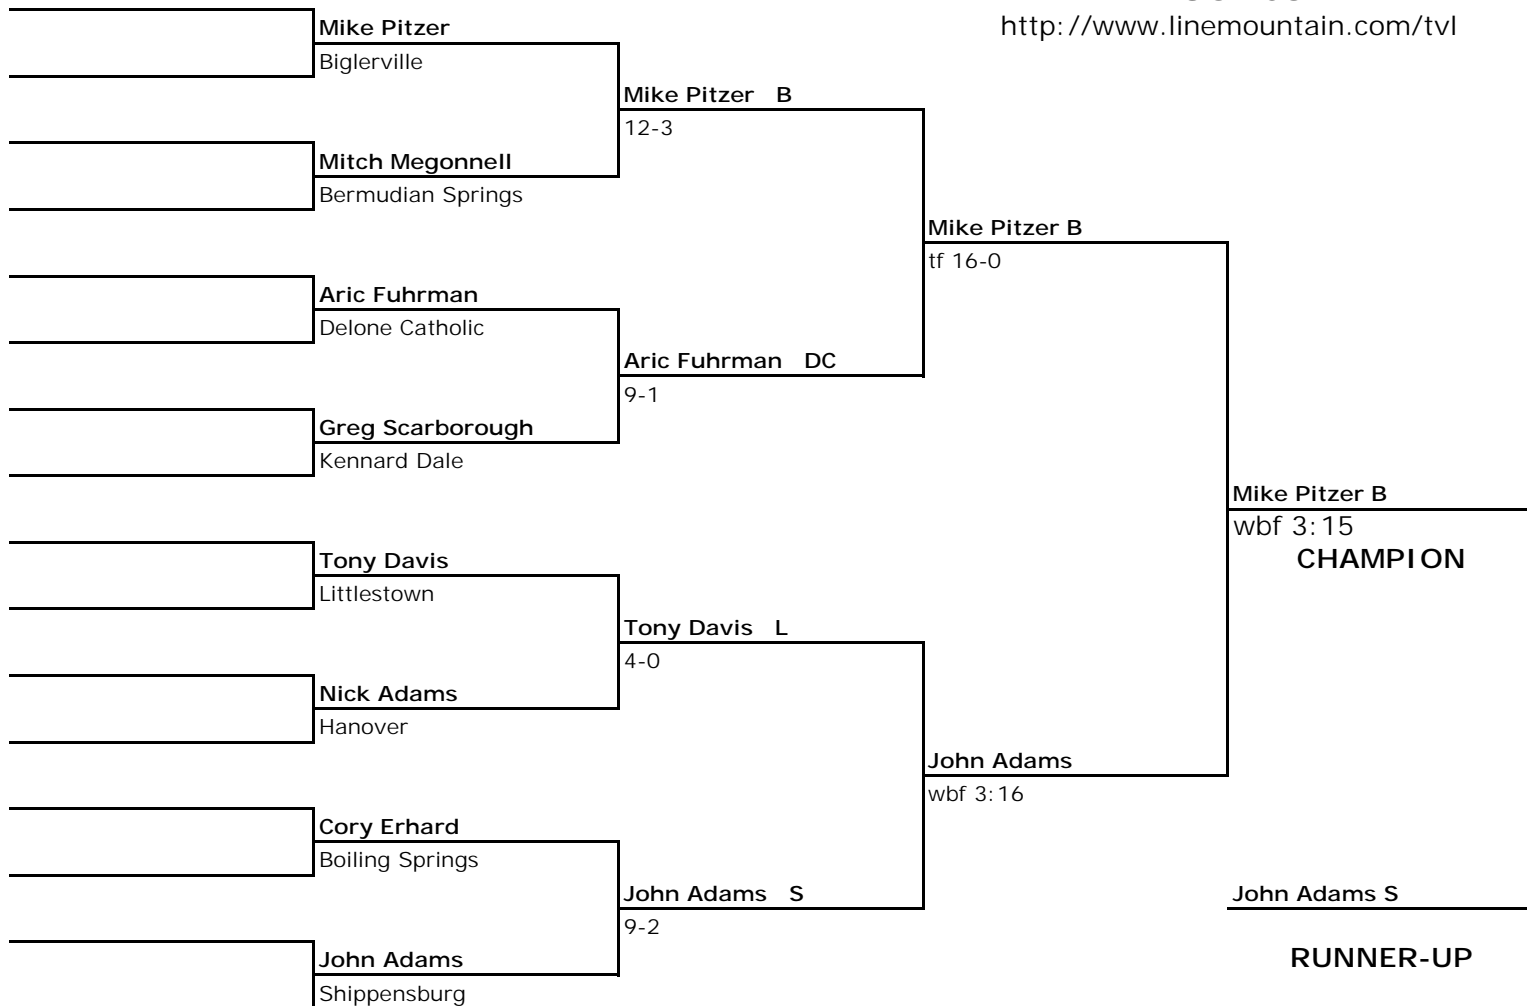 http://www.linemountain.com/tvl
Mike Pitzer
Biglerville
Mike Pitzer B
12-3
Mitch Megonnell
Bermudian Springs
Mike Pitzer B
tf 16-0
Aric Fuhrman
Delone Catholic
Aric Fuhrman DC
9-1
Greg Scarborough
Kennard Dale
Mike Pitzer B
wbf 3:15
CHAMPION
Tony Davis
Littlestown
Tony Davis L
4-0
Nick Adams
Hanover
John Adams
wbf 3:16
Cory Erhard
Boiling Springs
John Adams S
9-2
John Adams S
RUNNER-UP
John Adams
Shippensburg